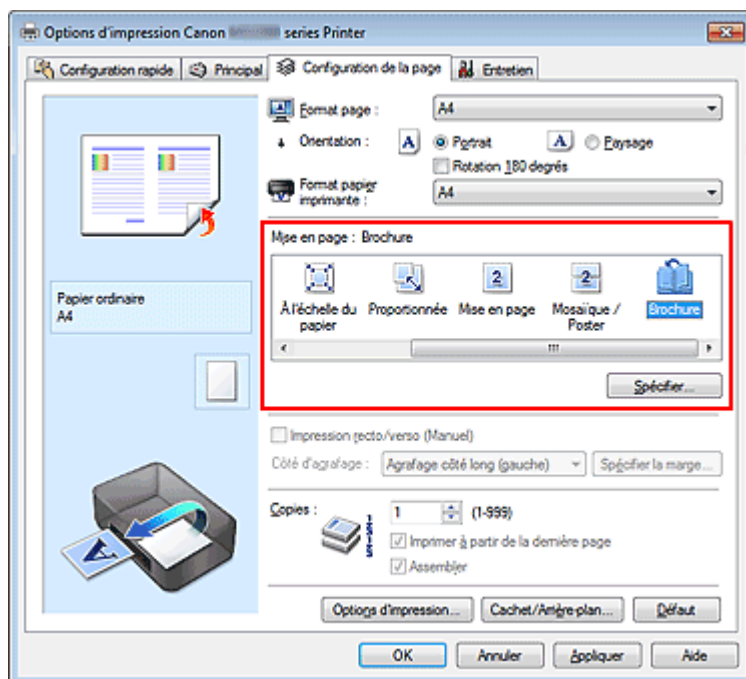 Options d'impression Canon series Printer
Configuration rapide Principal Configuration de la page Entretien
Format page : A4
Orientation : A Portrait A Paysage
Rotation 180 degrés
Format papier
imprimante : A4
Mise en page : Brochure
À l'échelle du
papier
Proportionnée
2
Mise en page
2
Mosaïque /
Poster
Brochure
Spécifier...
Papier ordinaire
A4
Impression recto/verso (Manuel)
Côté d'agrafage : Agrafage côté long (gauche) Spécifier la marge...
Copies : 1 (1-999)
Imprimer à partir de la dernière page
Assembler
A
Options d'impression... Cachet/Arrière-plan... Défaut
OK Annuler Appliquer Aide